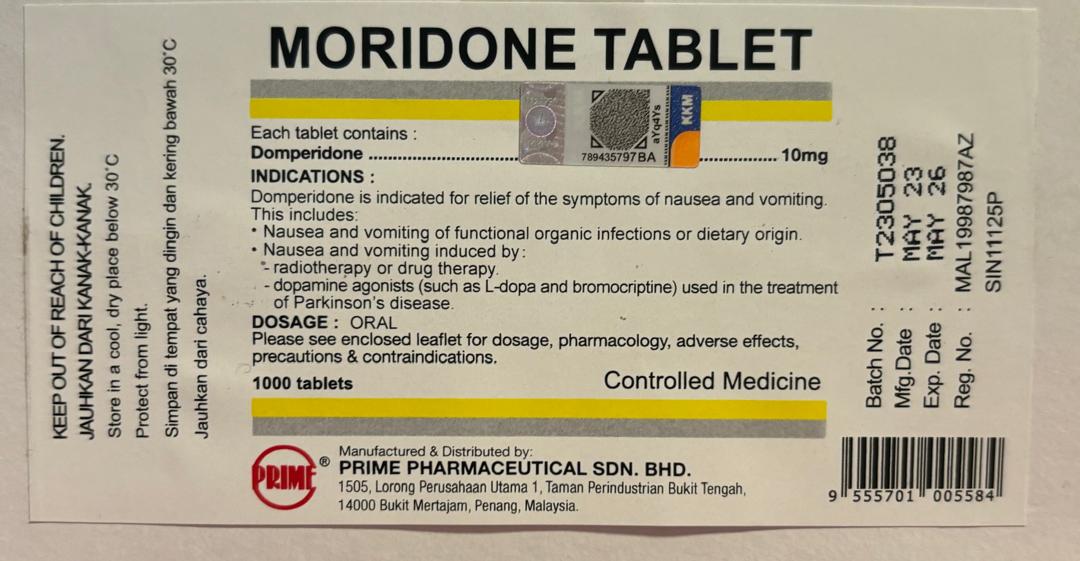 MORIDONE TABLET
KKM
aYq4Ys
789435797BA
Each tablet contains :
Domperidone ........................................ 10mg
INDICATIONS :
Domperidone is indicated for relief of the symptoms of nausea and vomiting.
This includes:
• Nausea and vomiting of functional organic infections or dietary origin.
• Nausea and vomiting induced by:
- radiotherapy or drug therapy.
- dopamine agonists (such as L-dopa and bromocriptine) used in the treatment
of Parkinson's disease.
DOSAGE : ORAL
Please see enclosed leaflet for dosage, pharmacology, adverse effects,
precautions & contraindications.
1000 tablets Controlled Medicine
PRIME ®
Manufactured & Distributed by:
PRIME PHARMACEUTICAL SDN. BHD.
1505, Lorong Perusahaan Utama 1, Taman Perindustrian Bukit Tengah,
14000 Bukit Mertajam, Penang, Malaysia.
KEEP OUT OF REACH OF CHILDREN.
JAUHKAN DARI KANAK-KANAK.
Store in a cool, dry place below 30°C
Protect from light.
Simpan di tempat yang dingin dan kering bawah 30°C
Jauhkan dari cahaya.
Batch No. : T2305038
Mfg.Date : MAY 23
Exp. Date : MAY 26
Reg. No. : MAL19987987AZ
SIN11125P
9 555701 005584